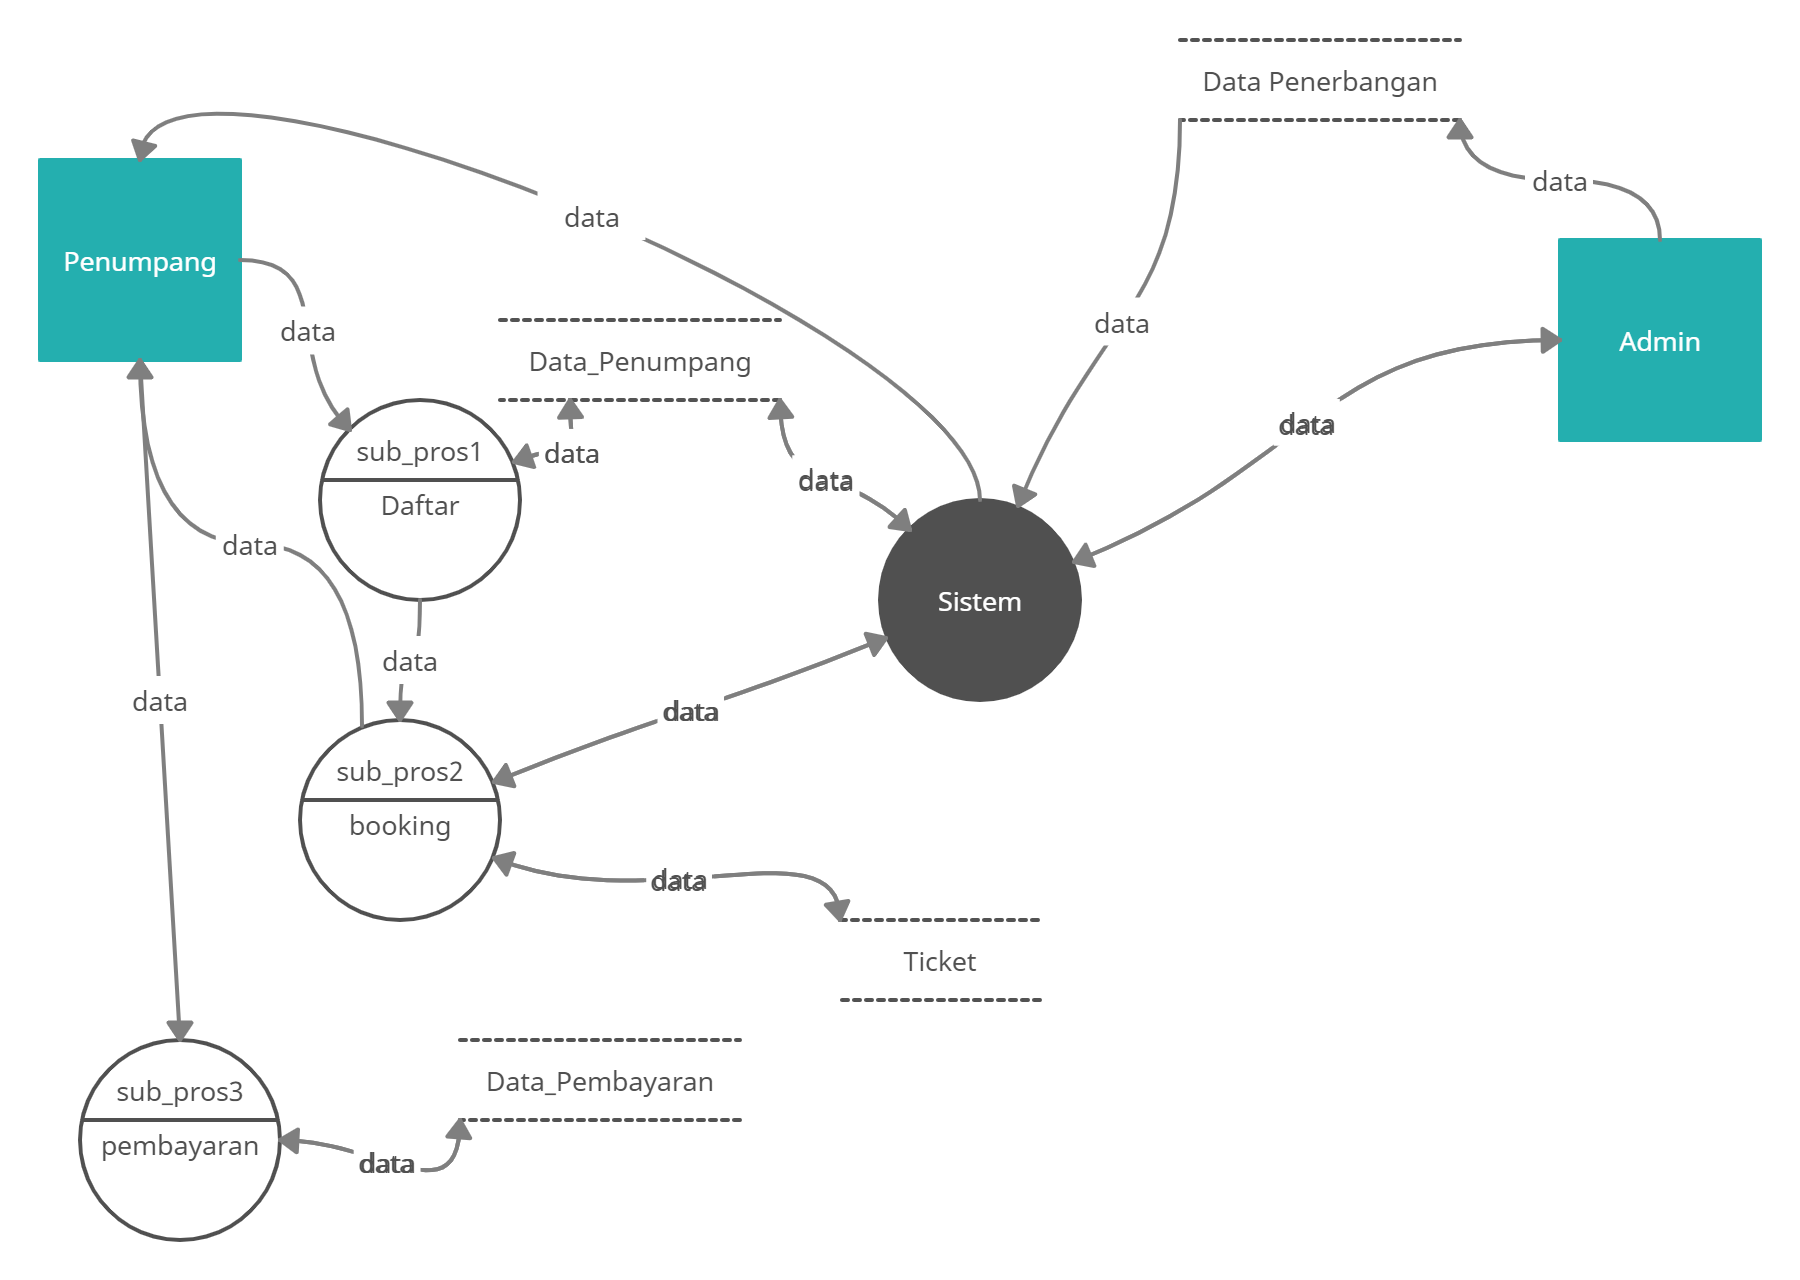 Data Penerbangan
data
Penumpang
data
data
data
Admin
data
Data_Penumpang
data
sub_pros1
data
data
Daftar
data
Sistem
data
data
data
sub_pros2
booking
data
Ticket
Data_Pembayaran
sub_pros3
pembayaran
data